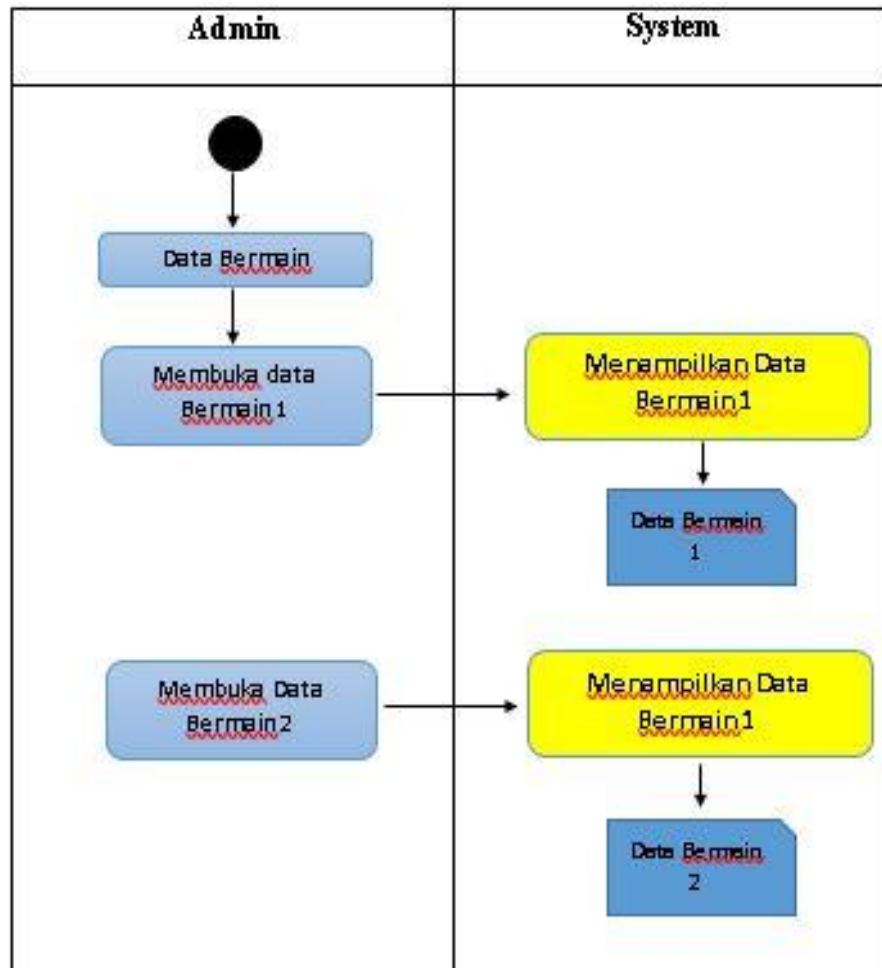 Admin
System
Data Bermain
Membuka data
Bermain 1
Menampilkan Data
Bermain 1
Data Bermain
1
Membuka Data
Bermain 2
Menampilkan Data
Bermain 1
Data Bermain
2